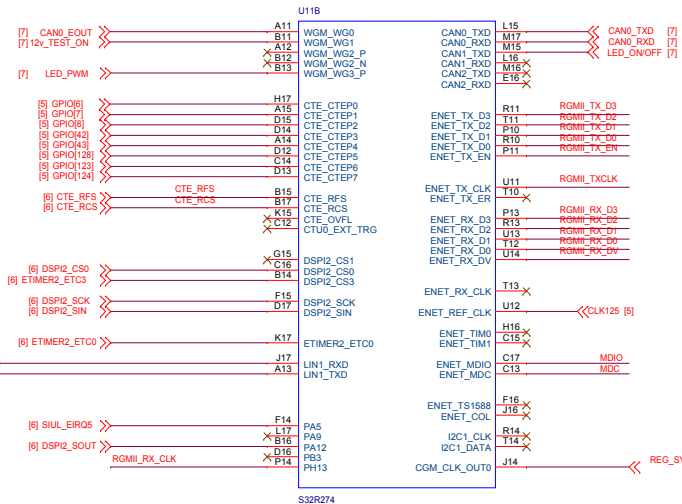 U11B
[7] CAN0_EOUT A11 WGM_WG0 CAN0_TXD L15 CAN0_TXD [7]
[7] 12v_TEST_ON B11 WGM_WG1 CAN0_RXD M17 CAN0_RXD [7]
A12 WGM_WG2_P CAN1_TXD M15 LED_ON/OFF [7]
B12 WGM_WG2_N CAN1_RXD L16
[7] LED_PWM B13 WGM_WG3_P CAN2_TXD M16
CAN2_RXD E16
[5] GPIO[6] H17 CTE_CTEP0
[5] GPIO[7] A15 CTE_CTEP1 ENET_TX_D3 R11 RGMII_TX_D3
[5] GPIO[8] D15 CTE_CTEP2 ENET_TX_D2 T11 RGMII_TX_D2
[5] GPIO[42] D14 CTE_CTEP3 ENET_TX_D1 P10 RGMII_TX_D1
[5] GPIO[43] A14 CTE_CTEP4 ENET_TX_D0 R10 RGMII_TX_D0
[5] GPIO[128] D12 CTE_CTEP5 ENET_TX_EN P11 RGMII_TX_EN
[5] GPIO[123] C14 CTE_CTEP6
[5] GPIO[124] D13 CTE_CTEP7
ENET_TX_CLK U11 RGMII_TXCLK
[6] CTE_RFS CTE_RFS B15 CTE_RFS ENET_TX_ER T10
[6] CTE_RCS CTE_RCS B17 CTE_RCS
K15 CTE_OVFL ENET_RX_D3 P13 RGMII_RX_D3
C12 CTU0_EXT_TRG ENET_RX_D2 R13 RGMII_RX_D2
ENET_RX_D1 U13 RGMII_RX_D1
ENET_RX_D0 T12 RGMII_RX_D0
G15 DSPI2_CS1 ENET_RX_DV U14 RGMII_RX_DV
[6] DSPI2_CS0 C16 DSPI2_CS0
[6] ETIMER2_ETC3 B14 DSPI2_CS3
ENET_RX_CLK T13
[6] DSPI2_SCK F15 DSPI2_SCK
[6] DSPI2_SIN D17 DSPI2_SIN ENET_REF_CLK U12 CLK125 [5]
ENET_TIM0 H16
[6] ETIMER2_ETC0 K17 ETIMER2_ETC0 ENET_TIM1 C15
J17 LIN1_RXD ENET_MDIO C17 MDIO
A13 LIN1_TXD ENET_MDC C13 MDC
ENET_TS1588 F16
ENET_COL J16
[6] SIUL_EIRQ5 F14 PA5
L17 PA9 I2C1_CLK R14
[6] DSPI2_SOUT B16 PA12 I2C1_DATA T14
D16 PB3
RGMII_RX_CLK P14 PH13 CGM_CLK_OUT0 J14 REG_SY
S32R274